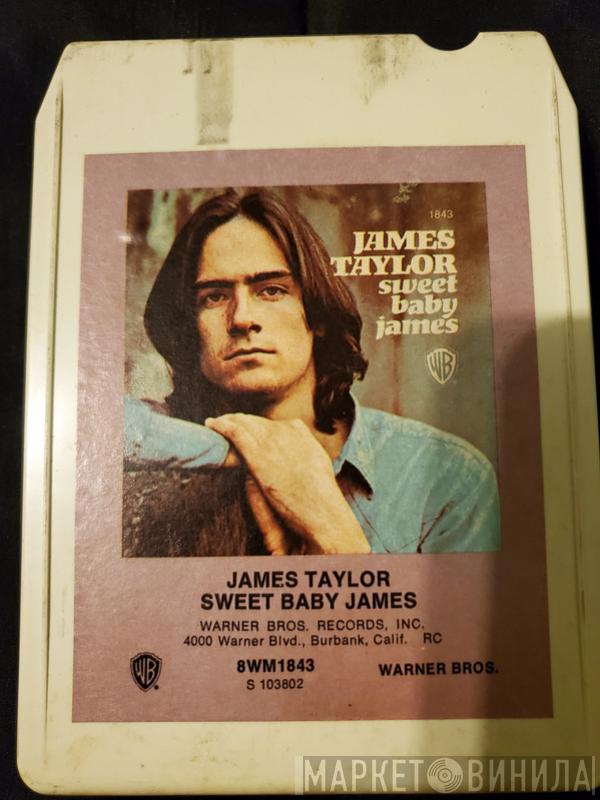 1843
JAMES
TAYLOR
sweet
baby
james
WB
JAMES TAYLOR
SWEET BABY JAMES
WARNER BROS. RECORDS, INC.
4000 Warner Blvd., Burbank, Calif. RC
8WM1843
S 103802
WB
WARNER BROS.
МАРКЕТ ВИНИЛА